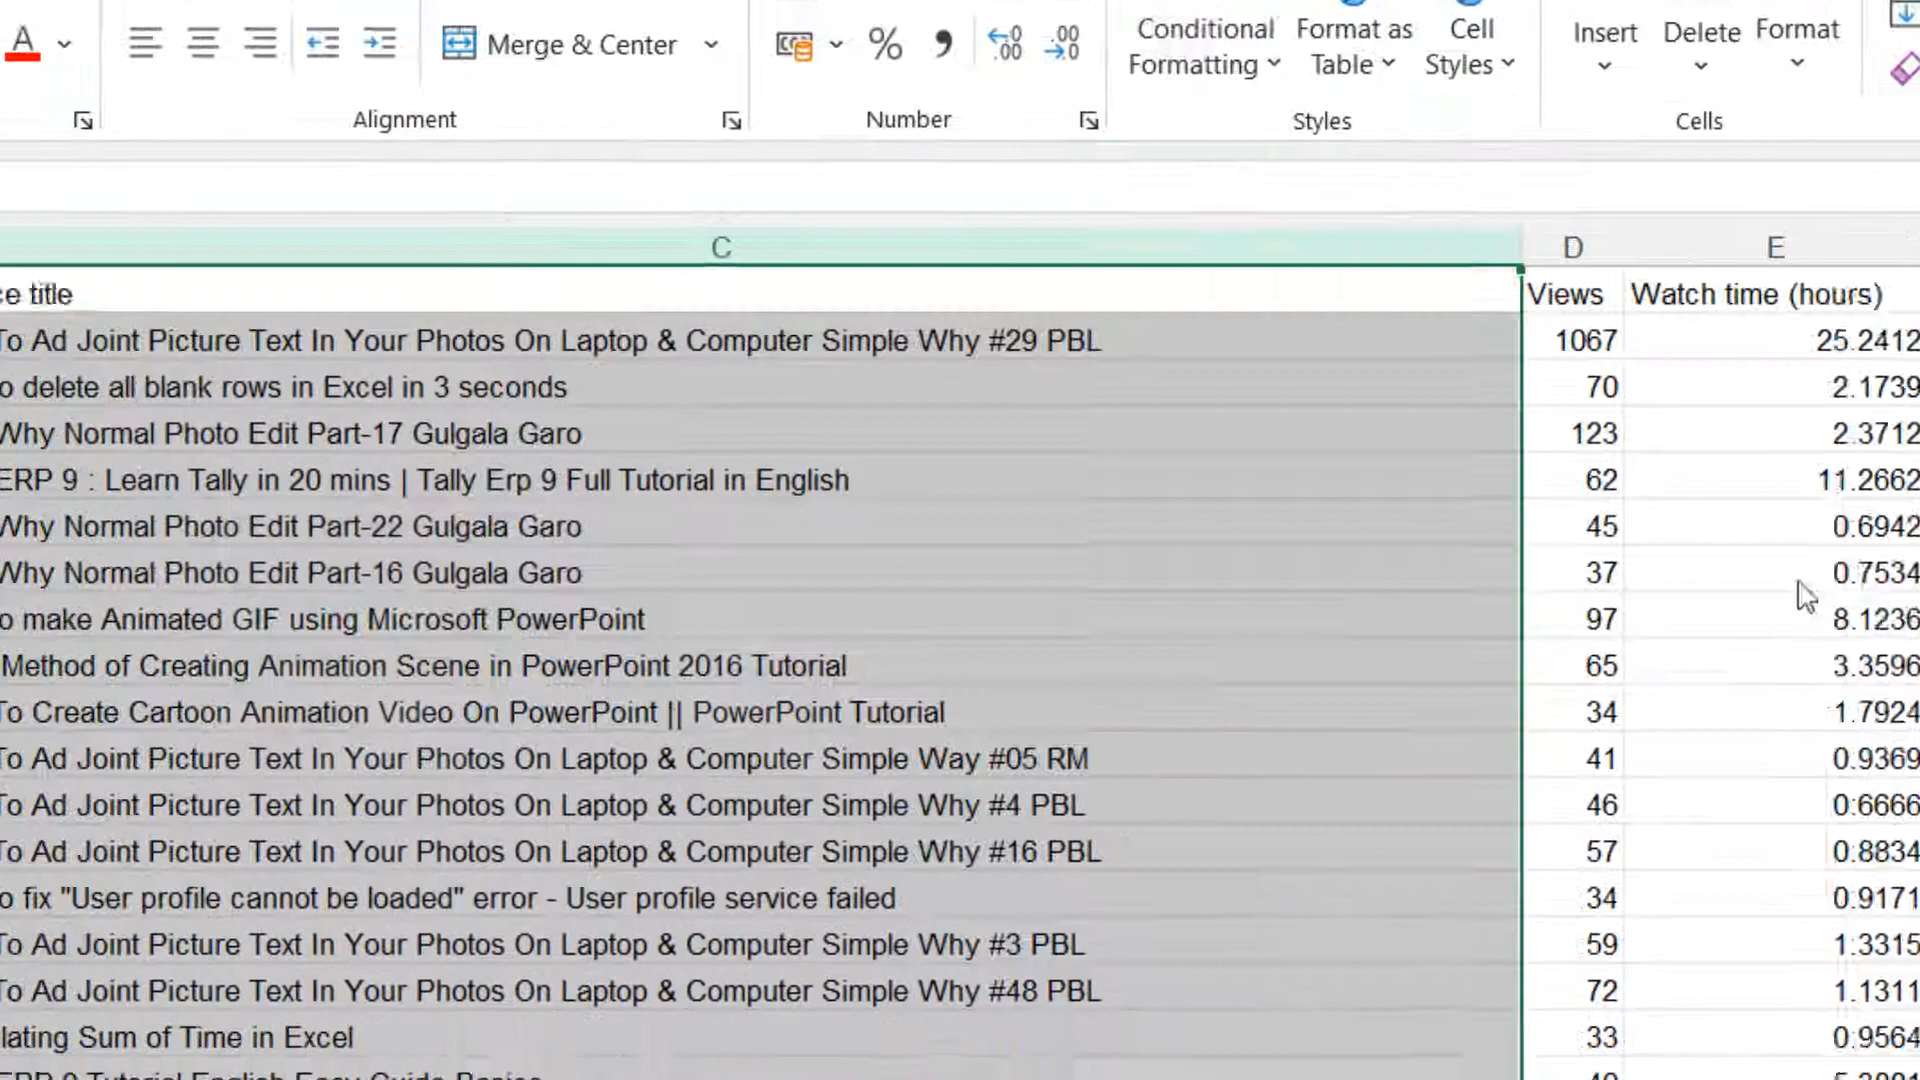 A
Merge & Center
%
Conditional Formatting
Format as Table
Cell Styles
Insert
Delete
Format
Alignment
Number
Styles
Cells
C D E
ce title Views Watch time (hours)
To Ad Joint Picture Text In Your Photos On Laptop & Computer Simple Why #29 PBL 1067 25.2412
o delete all blank rows in Excel in 3 seconds 70 2.1739
Why Normal Photo Edit Part-17 Gulgala Garo 123 2.3712
ERP 9 : Learn Tally in 20 mins | Tally Erp 9 Full Tutorial in English 62 11.2662
Why Normal Photo Edit Part-22 Gulgala Garo 45 0.6942
Why Normal Photo Edit Part-16 Gulgala Garo 37 0.7534
o make Animated GIF using Microsoft PowerPoint 97 8.1236
Method of Creating Animation Scene in PowerPoint 2016 Tutorial 65 3.3596
To Create Cartoon Animation Video On PowerPoint || PowerPoint Tutorial 34 1.7924
To Ad Joint Picture Text In Your Photos On Laptop & Computer Simple Way #05 RM 41 0.9369
To Ad Joint Picture Text In Your Photos On Laptop & Computer Simple Why #4 PBL 46 0.6666
To Ad Joint Picture Text In Your Photos On Laptop & Computer Simple Why #16 PBL 57 0.8834
o fix "User profile cannot be loaded" error - User profile service failed 34 0.9171
To Ad Joint Picture Text In Your Photos On Laptop & Computer Simple Why #3 PBL 59 1.3315
To Ad Joint Picture Text In Your Photos On Laptop & Computer Simple Why #48 PBL 72 1.1311
lating Sum of Time in Excel 33 0.9564
ERP 9 Tutorial English Easy Guide Basics